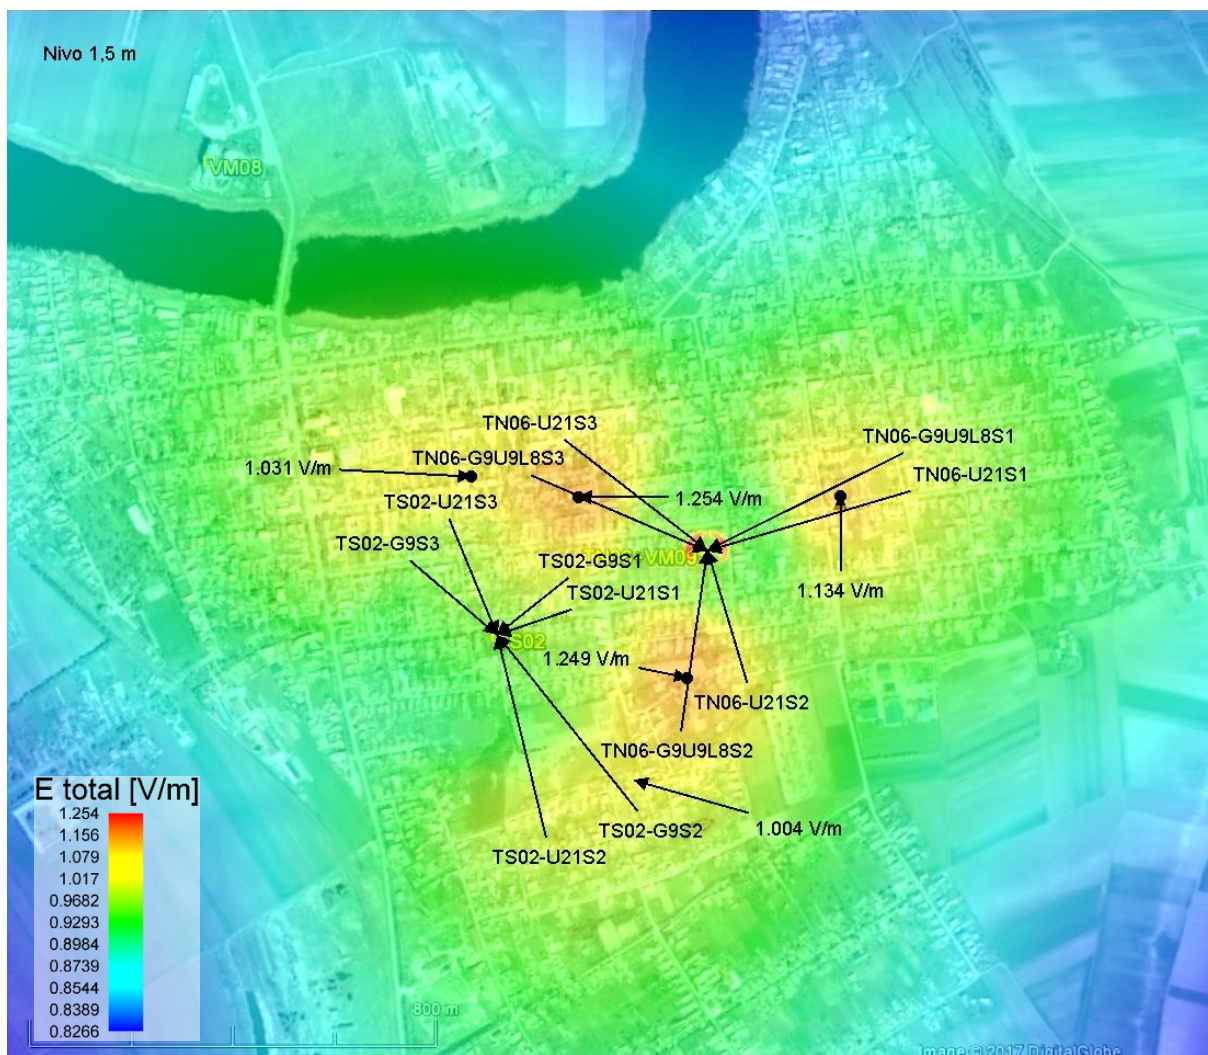 Nivo 1,5 m
VM08
TN06-U21S3
TN06-G9U9L8S1
TN06-G9U9L8S3
1.031 V/m
TN06-U21S1
TS02-U21S3
1.254 V/m
TS02-G9S3
TS02-G9S1
VM09
1.134 V/m
TS02-U21S1
S02
1.249 V/m
TN06-U21S2
TN06-G9U9L8S2
E total [V/m]
1.254
1.156
1.079
1.017
0.9682
0.9293
0.8984
0.8739
0.8544
0.8389
0.8266
TS02-G9S2
1.004 V/m
TS02-U21S2
800 m
Image © 2017 DigitalGlobe